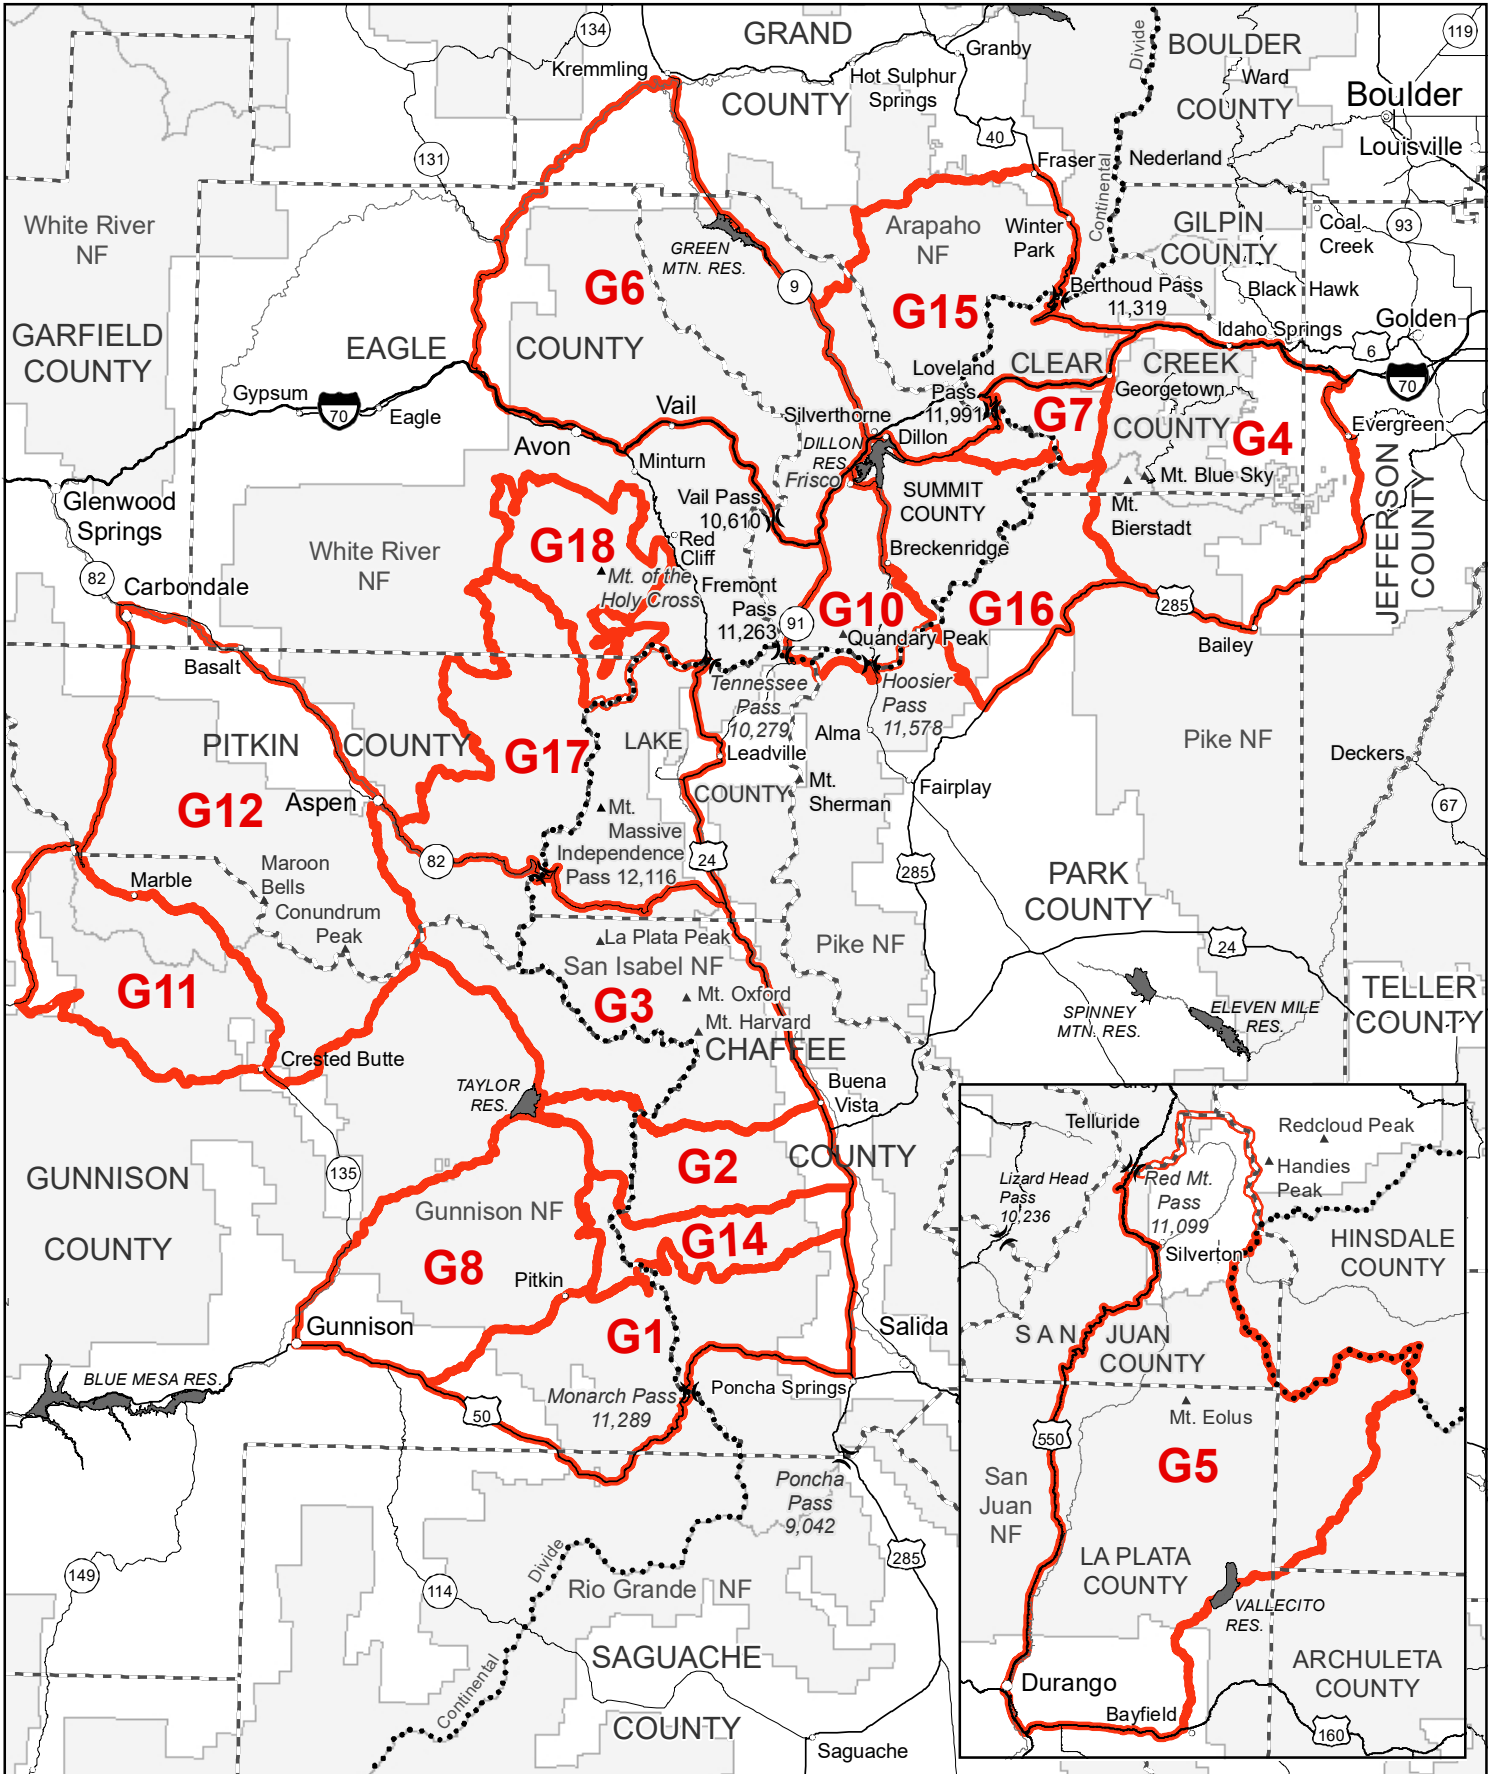 134
GRAND
COUNTY
Granby
Divide
BOULDER
COUNTY
119
Kremmling
Hot Sulphur
Springs
Ward
Boulder
40
Louisville
131
Fraser
Nederland
Continental
White River
NF
Arapaho
NF
Winter
Park
GILPIN
COUNTY
Coal
Creek
93
GREEN
MTN. RES.
G6
9
G15
Berthoud Pass
11,319
Black Hawk
GARFIELD
COUNTY
EAGLE
COUNTY
Idaho Springs
Golden
6
Loveland
Pass
11,991
CLEAR
CREEK
COUNTY
70
Gypsum
70
Eagle
Vail
Silverthorne
G7
Georgetown
G4
Evergreen
Avon
DILLON
RES.
Dillon
Minturn
Frisco
Mt. Blue Sky
JEFFERSON
COUNTY
Glenwood
Springs
Vail Pass
10,610
SUMMIT
COUNTY
Mt.
Bierstadt
White River
NF
G18
Red
Cliff
Breckenridge
82
Carbondale
Mt. of the
Holy Cross
Fremont
Pass
11,263
91
G10
G16
285
Quandary Peak
Bailey
Basalt
Tennessee
Pass
10,279
Hoosier
Pass
11,578
PITKIN
COUNTY
G17
LAKE
COUNTY
Leadville
Alma
Pike NF
Deckers
G12
Aspen
Mt.
Sherman
Fairplay
67
Mt.
Massive
82
Independence
Pass 12,116
24
285
PARK
COUNTY
Maroon
Bells
Marble
Conundrum
Peak
La Plata Peak
Pike NF
24
San Isabel NF
G11
G3
Mt. Oxford
SPINNEY
MTN. RES.
ELEVEN MILE
RES.
TELLER
COUNTY
Mt. Harvard
CHAFFEE
COUNTY
Crested Butte
TAYLOR
RES.
Buena
Vista
Telluride
Redcloud Peak
GUNNISON
COUNTY
135
G2
Lizard Head
Pass
10,236
Red Mt.
Pass
11,099
Handies
Peak
Gunnison NF
G14
Silverton
HINSDALE
COUNTY
G8
Pitkin
Gunnison
G1
Salida
SAN JUAN
COUNTY
BLUE MESA RES.
Monarch Pass
11,289
Poncha Springs
50
Mt. Eolus
550
G5
Poncha
Pass
9,042
San
Juan
NF
149
114
Divide
285
Rio Grande NF
LA PLATA
COUNTY
VALLECITO
RES.
SAGUACHE
COUNTY
Continental
ARCHULETA
COUNTY
Durango
Bayfield
160
Saguache